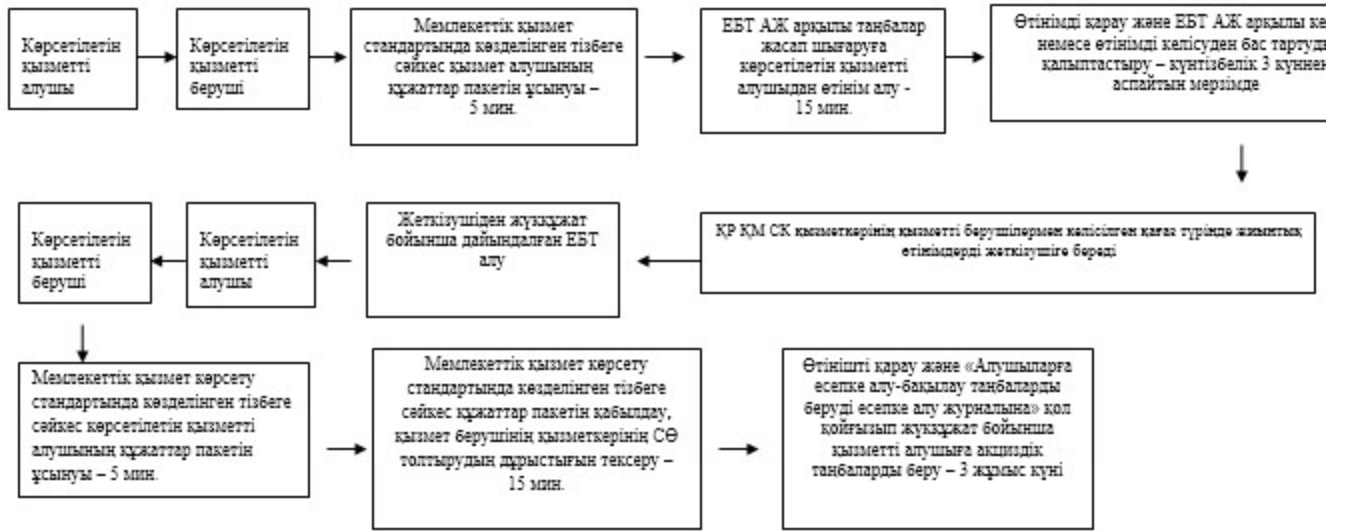 Көрсетілетін
қызметті
алушы
Көрсетілетін
қызметті
беруші
Мемлекеттік қызмет
стандартында көзделінген тізбеге
сәйкес қызмет алушының
құжаттар пакетін ұсынуы –
5 мин.
ЕБТ АЖ арқылы таңбалар
жасап шығаруға
көрсетілетін қызметті
алушыдан өтінім алу -
15 мин.
Өтінімді қарау және ЕБТ АЖ арқылы
немесе өтінімді келісуден бас
қалыптастыру – күнтізбелік 3
аспайтын мерзімде
ҚР ҚМ СК қызметкерінің қызметті берушілермен келісілген қағаз түрінде жиынтық
өтінімдерді жеткізушіге береді
Жеткізушіден жүкқұжат
бойынша дайындалған ЕБТ
алу
Көрсетілетін
қызметті
алушы
Көрсетілетін
қызметті
беруші
Мемлекеттік қызмет көрсету
стандартында көзделінген тізбеге
сәйкес көрсетілетін қызметті
алушының құжаттар пакетін
ұсынуы – 5 мин.
Мемлекеттік қызмет көрсету
стандартында көзделінген тізбеге
сәйкес құжаттар пакетін қабылдау,
қызмет берушінің қызметкерінің СӨ
толтырудың дұрыстығын тексеру –
15 мин.
Өтінішті қарау және «Алушыларға
есепке алу-бақылау таңбаларды
беруді есепке алу журналына» қол
қойғызып жүкқұжат бойынша
қызметті алушыға акциздік
таңбаларды беру – 3 жұмыс күні